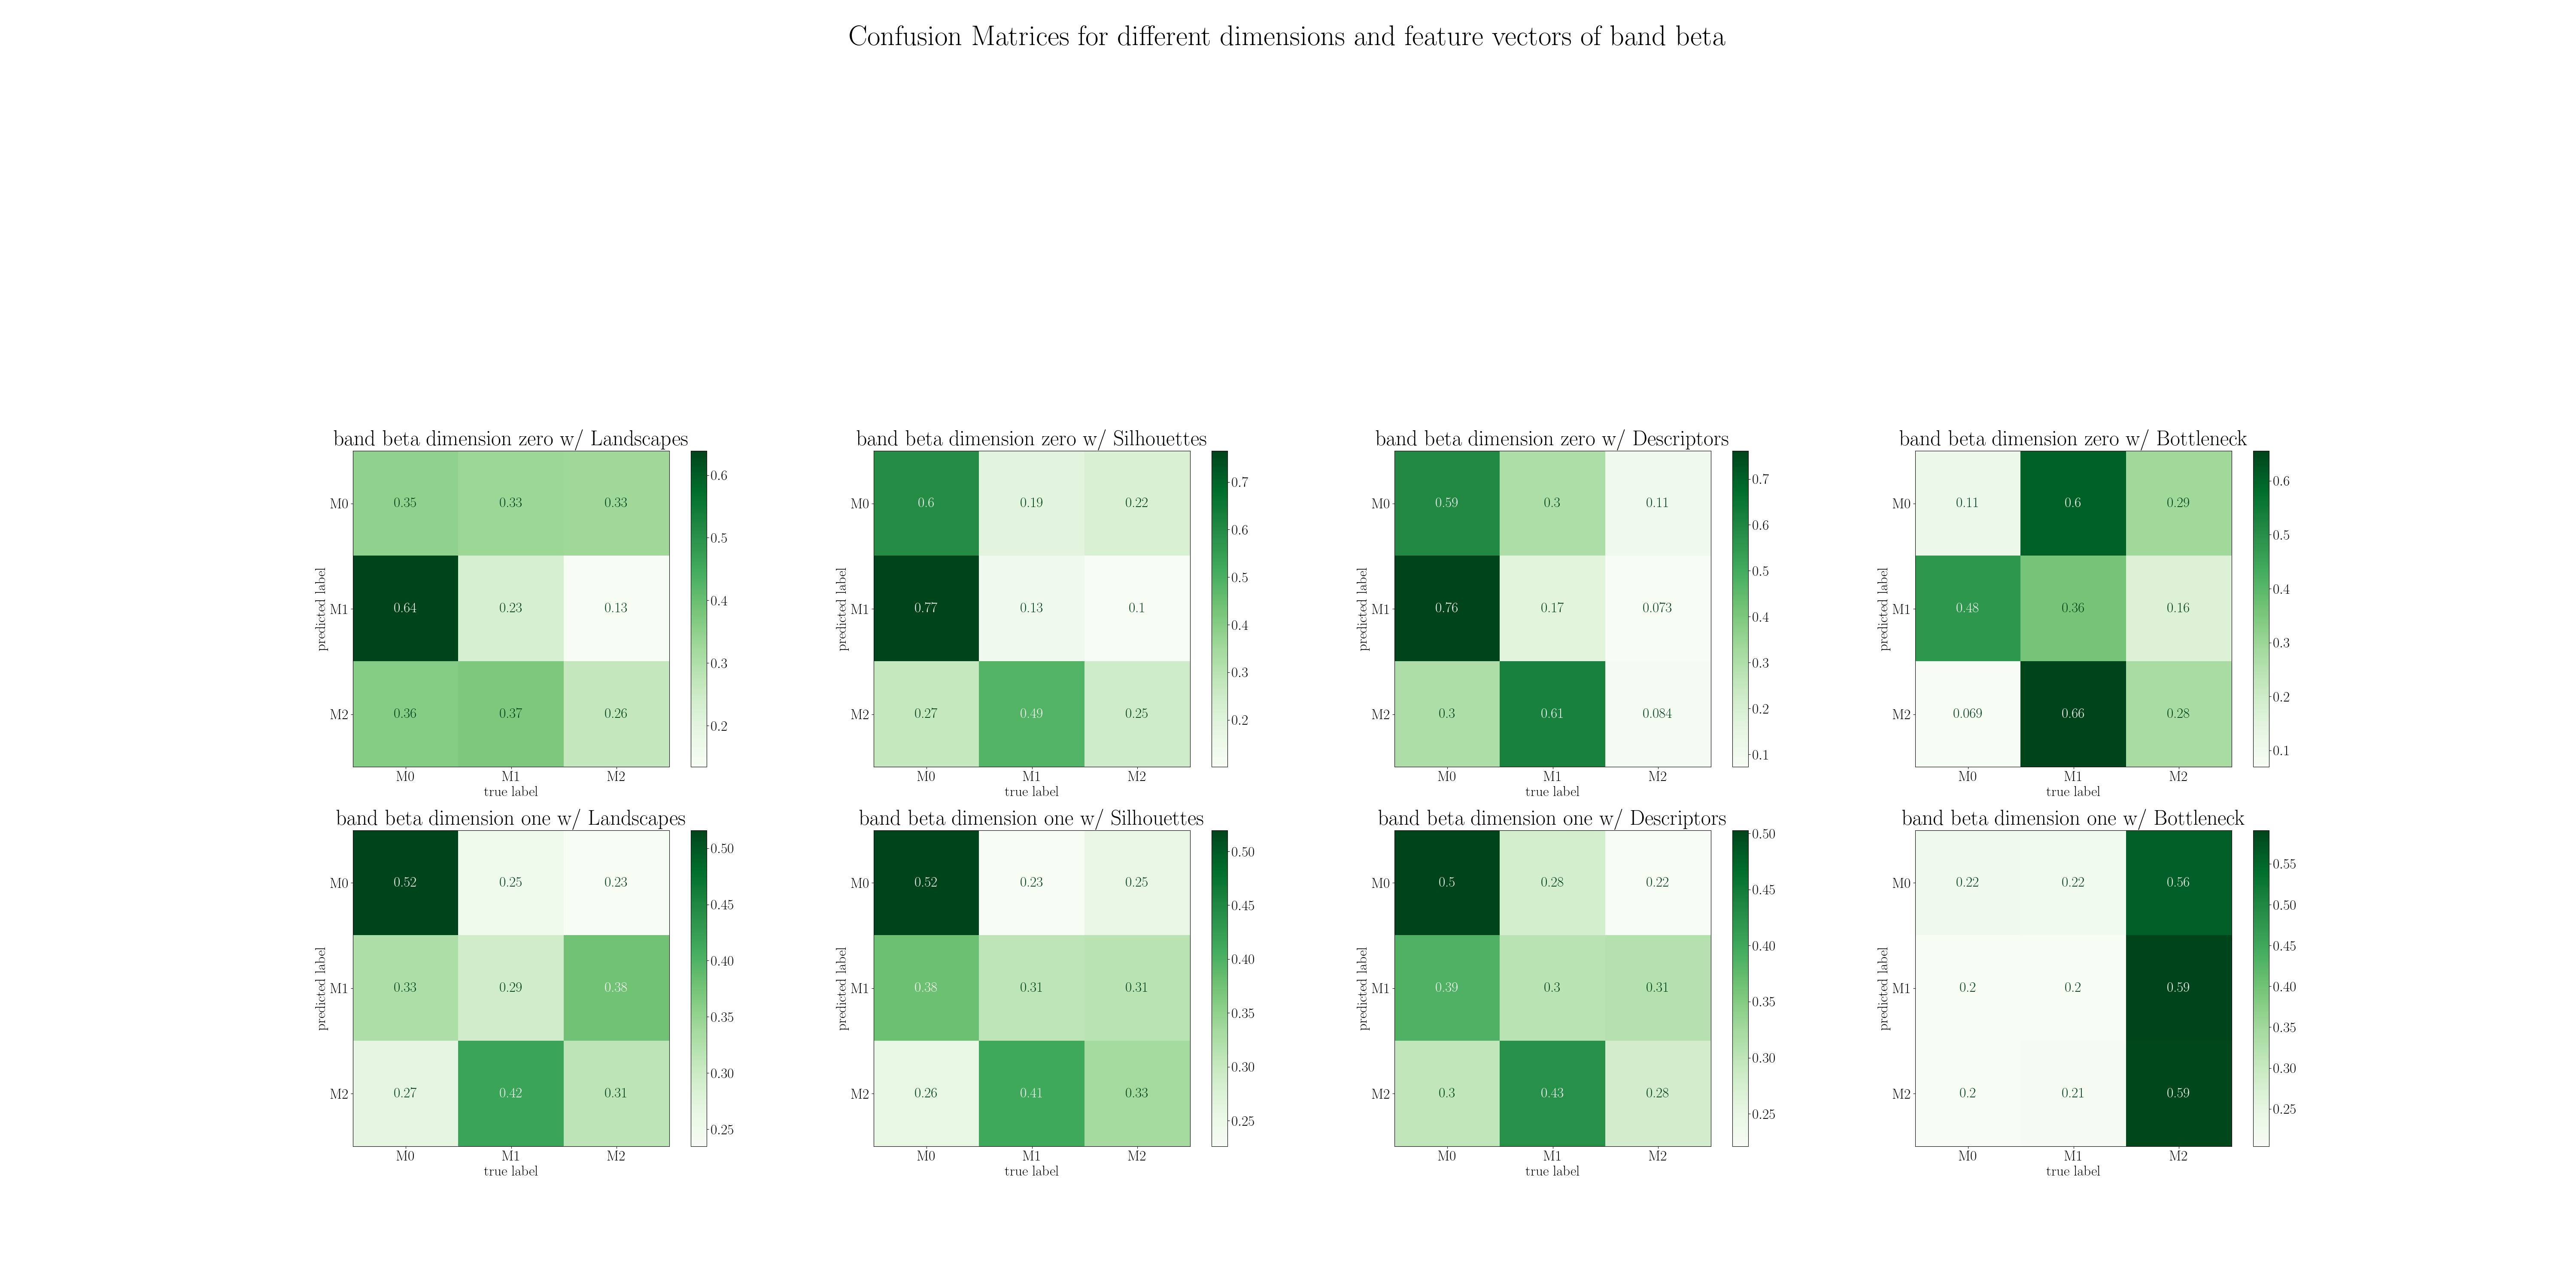 Confusion Matrices for different dimensions and feature vectors of band beta
band beta dimension zero w/ Landscapes
predicted label
M0 0.35 0.33 0.33
M1 0.64 0.23 0.13
M2 0.36 0.37 0.26
M0 M1 M2
true label
0.6
0.5
0.4
0.3
0.2
band beta dimension zero w/ Silhouettes
predicted label
M0 0.6 0.19 0.22
M1 0.77 0.13 0.1
M2 0.27 0.49 0.25
M0 M1 M2
true label
0.7
0.6
0.5
0.4
0.3
0.2
band beta dimension zero w/ Descriptors
predicted label
M0 0.59 0.3 0.11
M1 0.76 0.17 0.073
M2 0.3 0.61 0.084
M0 M1 M2
true label
0.7
0.6
0.5
0.4
0.3
0.2
0.1
band beta dimension zero w/ Bottleneck
predicted label
M0 0.11 0.6 0.29
M1 0.48 0.36 0.16
M2 0.069 0.66 0.28
M0 M1 M2
true label
0.6
0.5
0.4
0.3
0.2
0.1
band beta dimension one w/ Landscapes
predicted label
M0 0.52 0.25 0.23
M1 0.33 0.29 0.38
M2 0.27 0.42 0.31
M0 M1 M2
true label
0.50
0.45
0.40
0.35
0.30
0.25
band beta dimension one w/ Silhouettes
predicted label
M0 0.52 0.23 0.25
M1 0.38 0.31 0.31
M2 0.26 0.41 0.33
M0 M1 M2
true label
0.50
0.45
0.40
0.35
0.30
0.25
band beta dimension one w/ Descriptors
predicted label
M0 0.5 0.28 0.22
M1 0.39 0.3 0.31
M2 0.3 0.43 0.28
M0 M1 M2
true label
0.50
0.45
0.40
0.35
0.30
0.25
band beta dimension one w/ Bottleneck
predicted label
M0 0.22 0.22 0.56
M1 0.2 0.2 0.59
M2 0.2 0.21 0.59
M0 M1 M2
true label
0.55
0.50
0.45
0.40
0.35
0.30
0.25